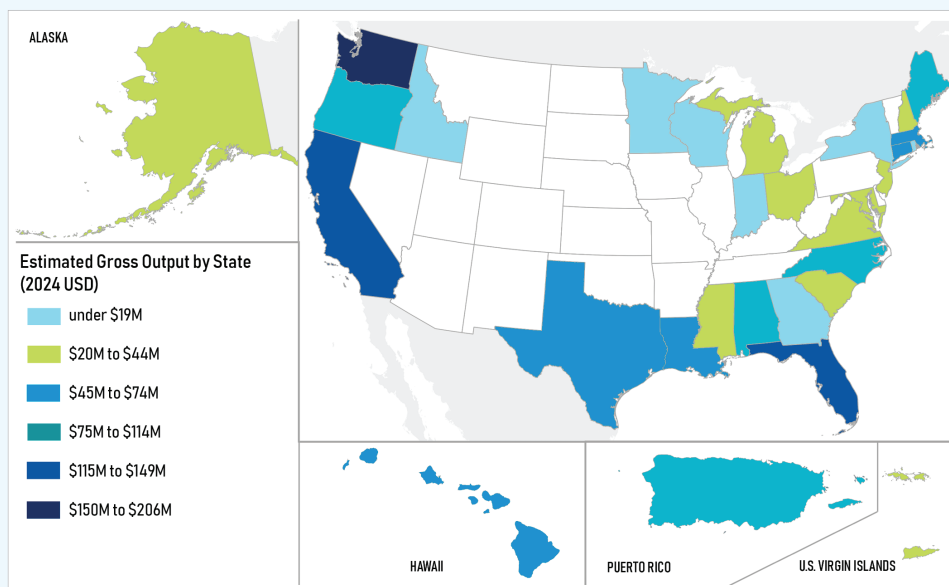 ALASKA
Estimated Gross Output by State
(2024 USD)
under $19M
$20M to $44M
$45M to $74M
$75M to $114M
$115M to $149M
$150M to $206M
HAWAII
PUERTO RICO
U.S. VIRGIN ISLANDS